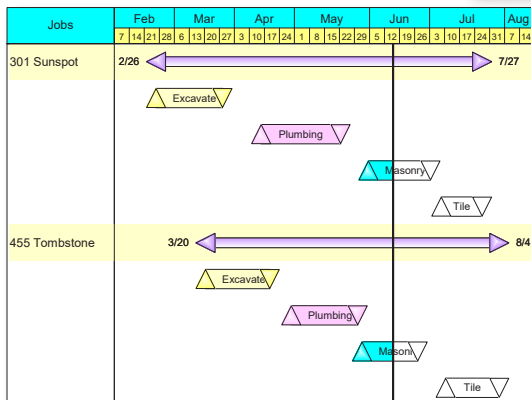 Jobs Feb Mar Apr May Jun Jul Aug
7 14 21 28 6 13 20 27 3 10 17 24 1 8 15 22 29 5 12 19 26 3 10 17 24 31 7 14
301 Sunspot 2/26 7/27
Excavate
Plumbing
Masonry
Tile
455 Tombstone 3/20 8/4
Excavate
Plumbing
Masoni
Tile